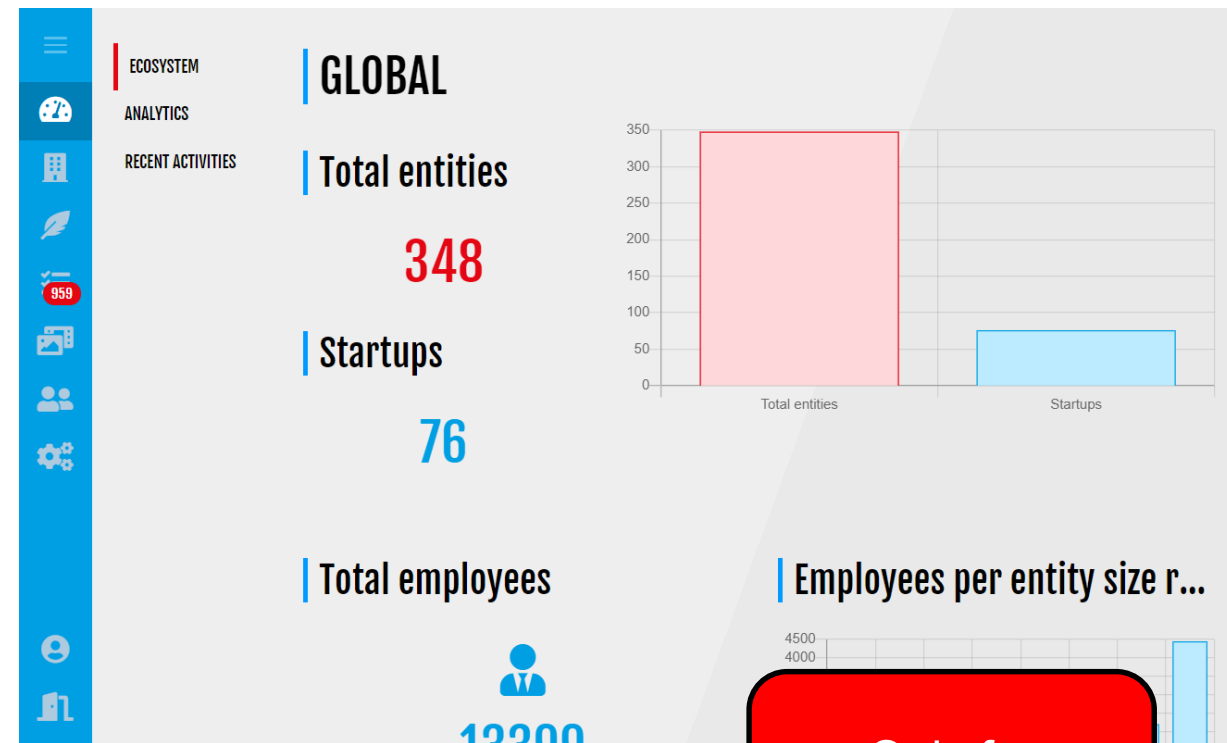 ECOSYSTEM
ANALYTICS
RECENT ACTIVITIES
959
GLOBAL
Total entities
348
Startups
76
350
300
250
200
150
100
50
0
Total entities
Startups
Total employees
Employees per entity size r...
4500
4000